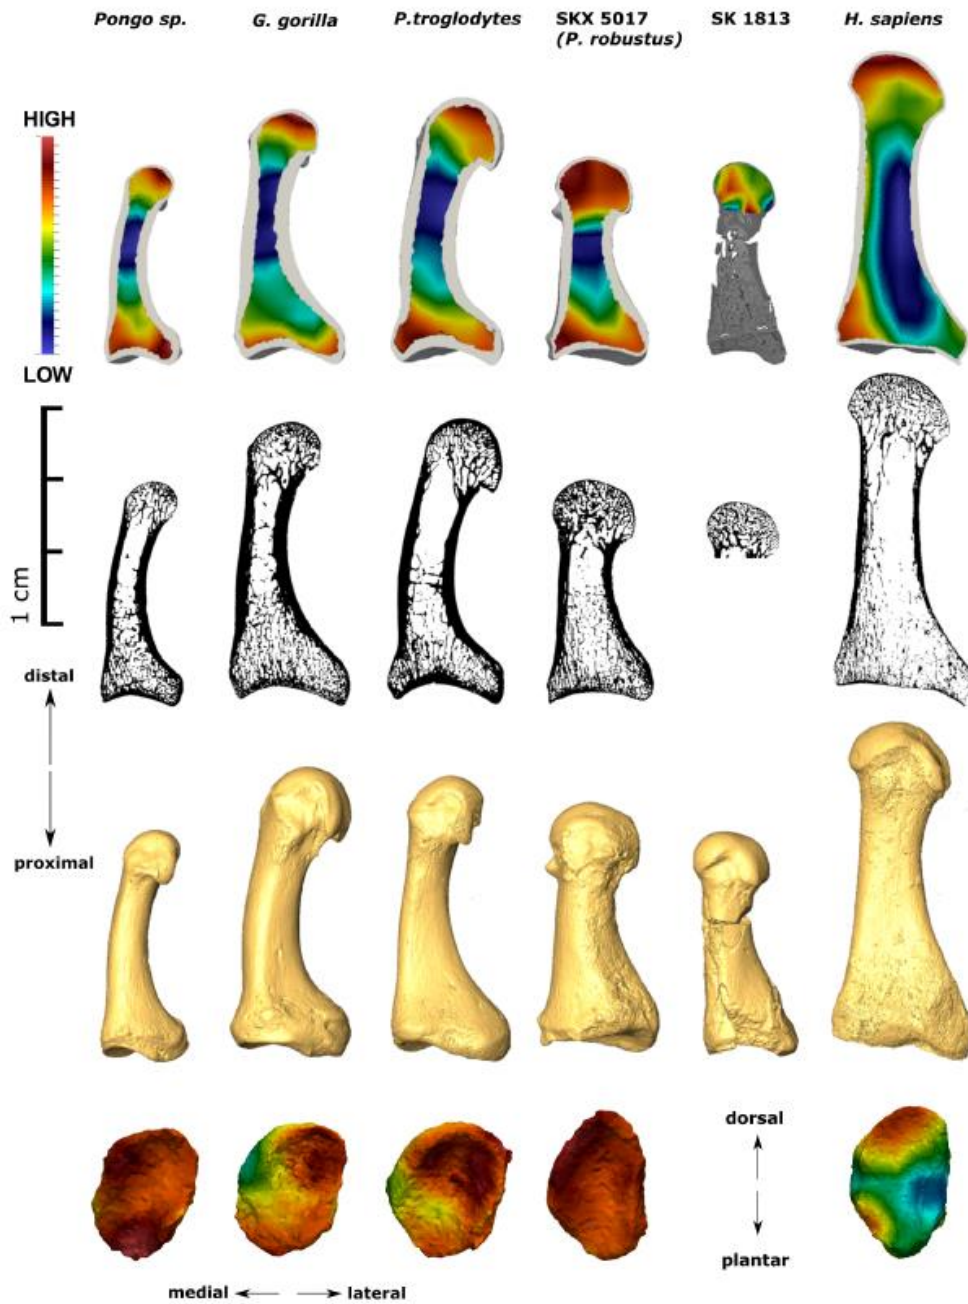 Pongo sp. G. gorilla P.troglodytes SKX 5017 SK 1813 H. sapiens
(P. robustus)
HIGH
LOW
1 cm
distal
proximal
dorsal
plantar
medial lateral